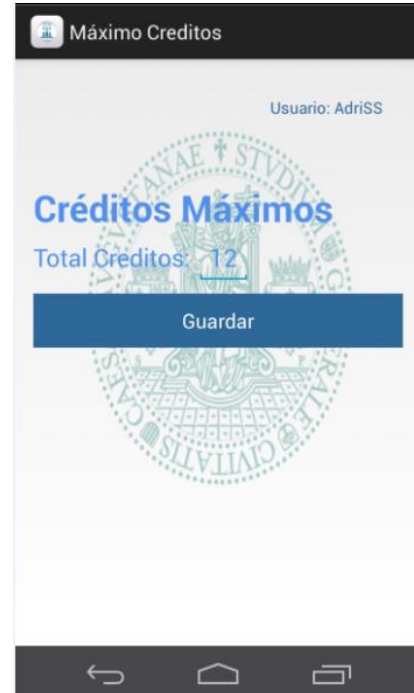 Máximo Creditos
Usuario: AdriSS
Créditos Máximos
Total Creditos: 12
Guardar